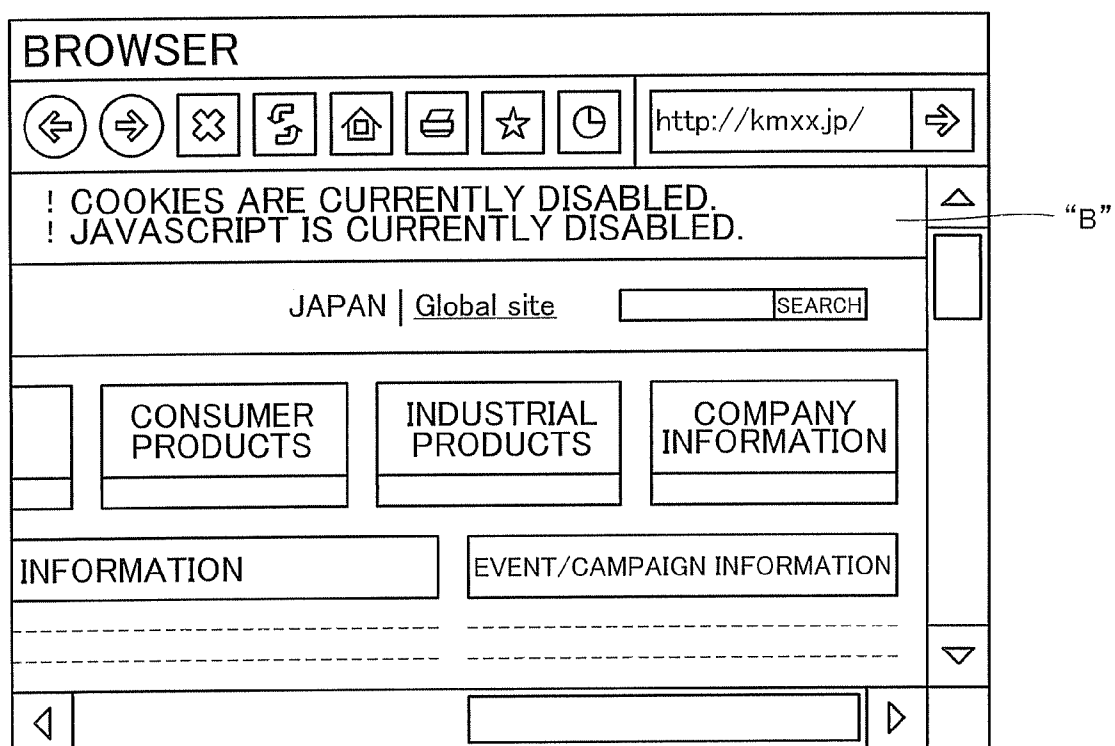 BROWSER
http://kmxx.jp/
! COOKIES ARE CURRENTLY DISABLED.
! JAVASCRIPT IS CURRENTLY DISABLED.
“B”
JAPAN | Global site
SEARCH
CONSUMER
PRODUCTS
INDUSTRIAL
PRODUCTS
COMPANY
INFORMATION
INFORMATION
EVENT/CAMPAIGN INFORMATION